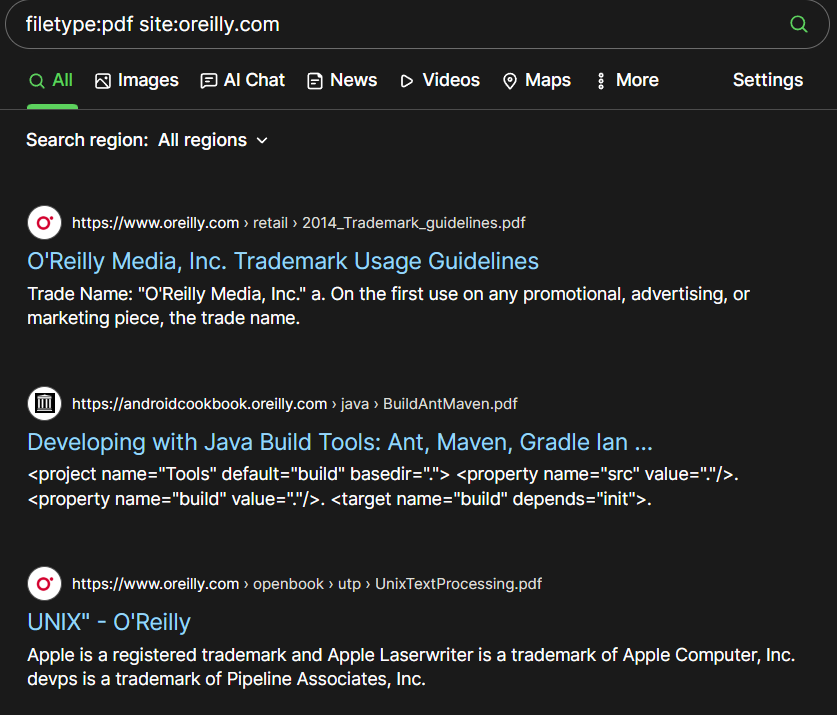 filetype:pdf site:oreilly.com
All Images AI Chat News Videos Maps More Settings
Search region: All regions
https://www.oreilly.com › retail › 2014_Trademark_guidelines.pdf
O'Reilly Media, Inc. Trademark Usage Guidelines
Trade Name: "O'Reilly Media, Inc." a. On the first use on any promotional, advertising, or
marketing piece, the trade name.
https://androidcookbook.oreilly.com › java › BuildAntMaven.pdf
Developing with Java Build Tools: Ant, Maven, Gradle Ian ...
<project name="Tools" default="build" basedir="."> <property name="src" value="."/>.
<property name="build" value="."/>. <target name="build" depends="init">.
https://www.oreilly.com › openbook › utp › UnixTextProcessing.pdf
UNIX" - O'Reilly
Apple is a registered trademark and Apple Laserwriter is a trademark of Apple Computer, Inc.
devps is a trademark of Pipeline Associates, Inc.